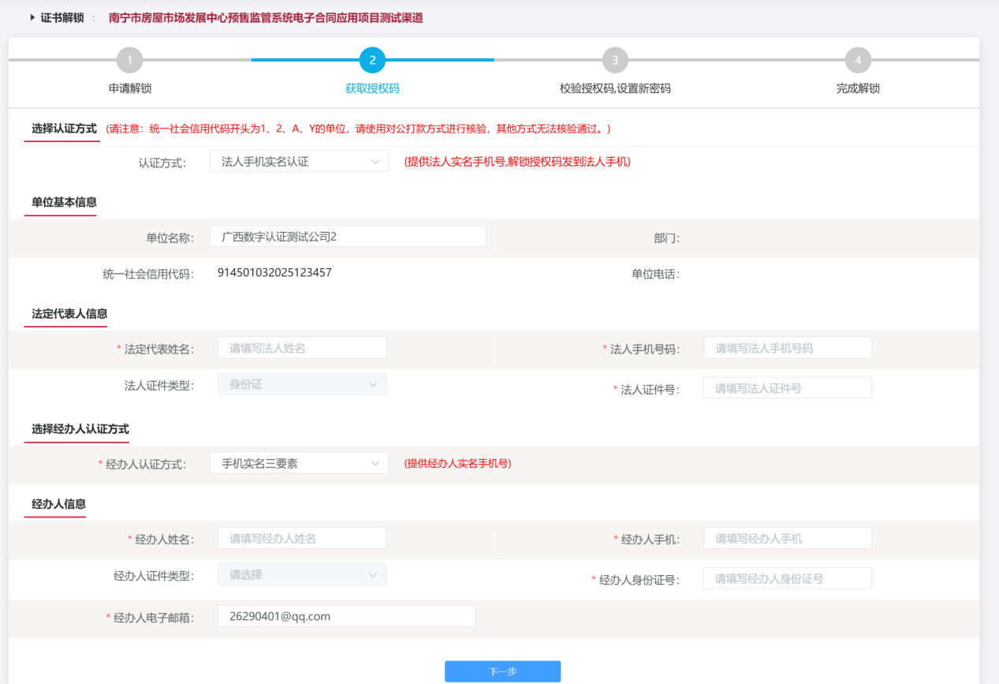 证书解锁 : 南宁市房屋市场发展中心预售监管系统电子合同应用项目测试渠道
1 2 3 4
申请解锁 获取授权码 校验授权码,设置新密码 完成解锁
选择认证方式 (请注意：统一社会信用代码开头为1、2、A、Y的单位，请使用对公打款方式进行核验，其他方式无法核验通过。)
认证方式: 法人手机实名认证 (提供法人实名手机号,解锁授权码发到法人手机)
单位基本信息
单位名称: 广西数字认证测试公司2 部门:
统一社会信用代码: 914501032025123457 单位电话:
法定代表人信息
* 法定代表姓名: 请填写法人姓名 * 法人手机号码: 请填写法人手机号码
法人证件类型: 身份证 * 法人证件号: 请填写法人证件号
选择经办人认证方式
* 经办人认证方式: 手机实名三要素 (提供经办人实名手机号)
经办人信息
* 经办人姓名: 请填写经办人姓名 * 经办人手机: 请填写经办人手机
经办人证件类型: 请选择 * 经办人身份证号: 请填写经办人身份证号
* 经办人电子邮箱: 26290401@qq.com
下一步